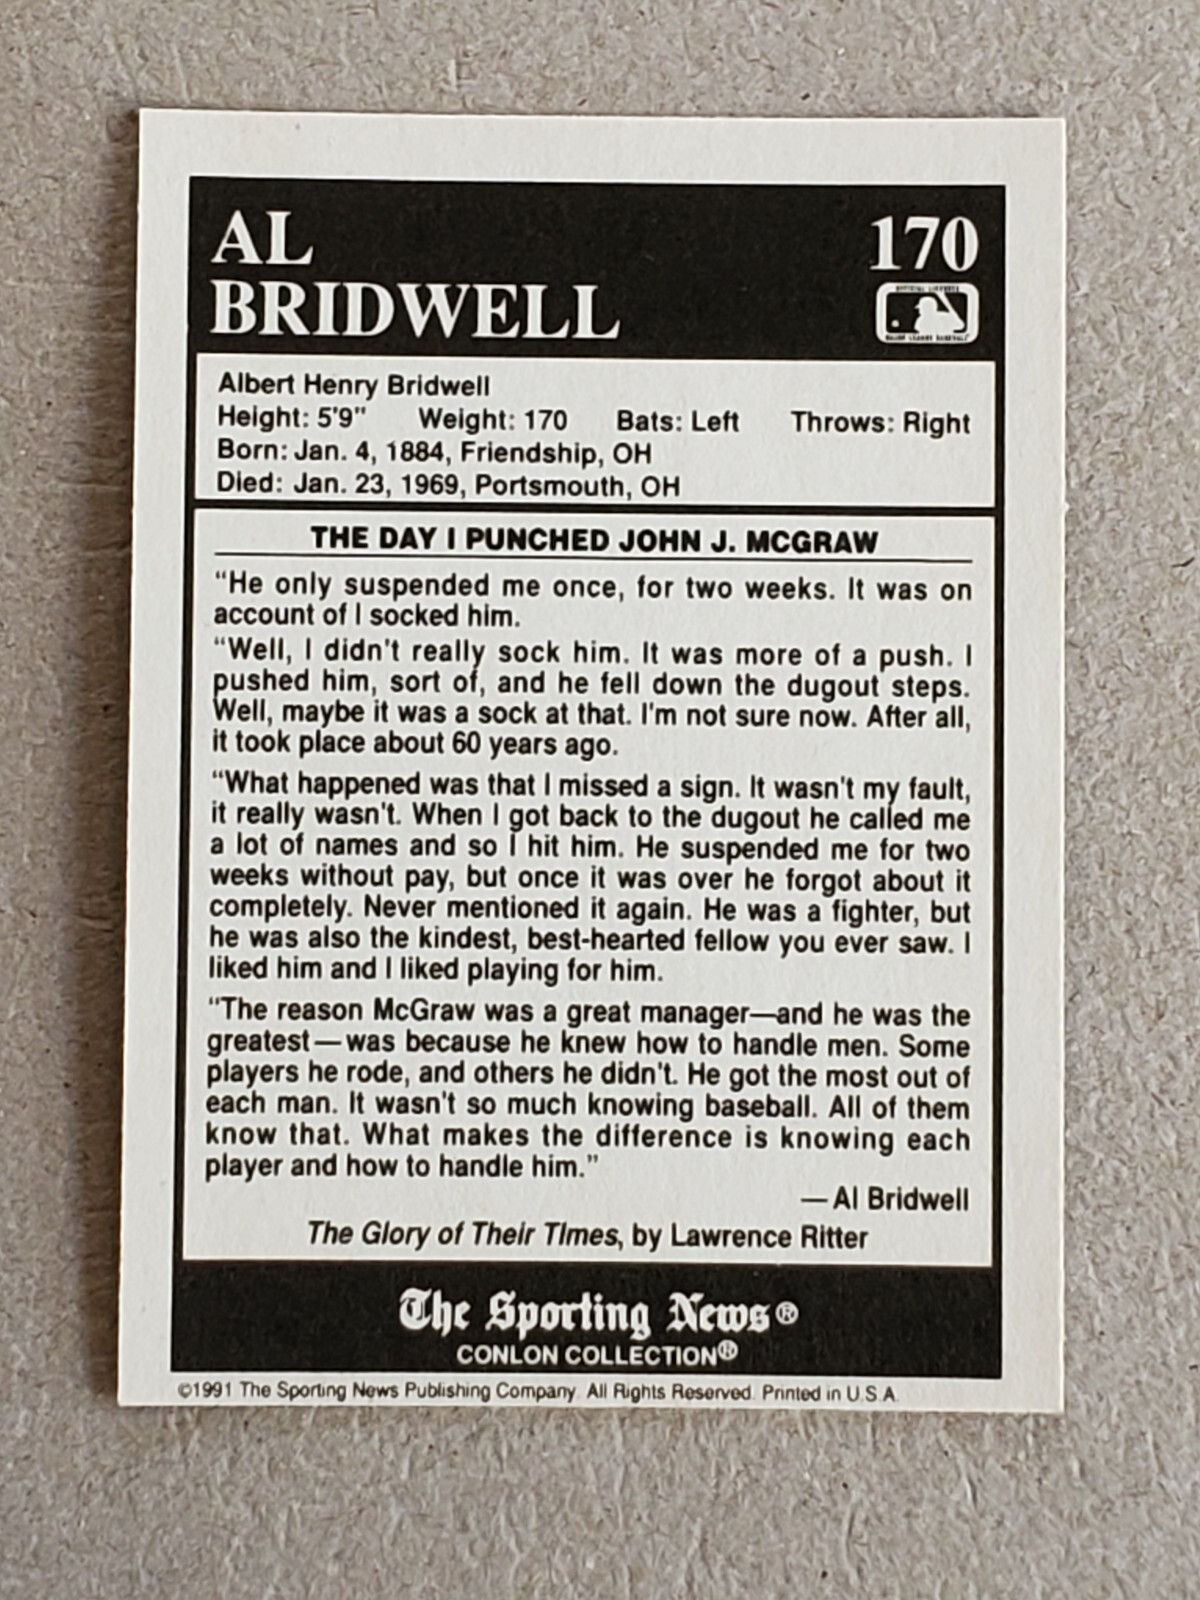 AL
BRIDWELL
170
Albert Henry Bridwell
Height: 5'9" Weight: 170 Bats: Left Throws: Right
Born: Jan. 4, 1884, Friendship, OH
Died: Jan. 23, 1969, Portsmouth, OH
THE DAY I PUNCHED JOHN J. MCGRAW
“He only suspended me once, for two weeks. It was on
account of I socked him.
“Well, I didn't really sock him. It was more of a push. I
pushed him, sort of, and he fell down the dugout steps.
Well, maybe it was a sock at that. I'm not sure now. After all,
it took place about 60 years ago.
“What happened was that I missed a sign. It wasn't my fault,
it really wasn't. When I got back to the dugout he called me
a lot of names and so I hit him. He suspended me for two
weeks without pay, but once it was over he forgot about it
completely. Never mentioned it again. He was a fighter, but
he was also the kindest, best-hearted fellow you ever saw. I
liked him and I liked playing for him.
“The reason McGraw was a great manager—and he was the
greatest—was because he knew how to handle men. Some
players he rode, and others he didn't. He got the most out of
each man. It wasn't so much knowing baseball. All of them
know that. What makes the difference is knowing each
player and how to handle him.”
—Al Bridwell
The Glory of Their TImes, by Lawrence Ritter
The Sporting News®
CONLON COLLECTION®
©1991 The Sporting News Publishing Company. All Rights Reserved. Printed in U.S.A.